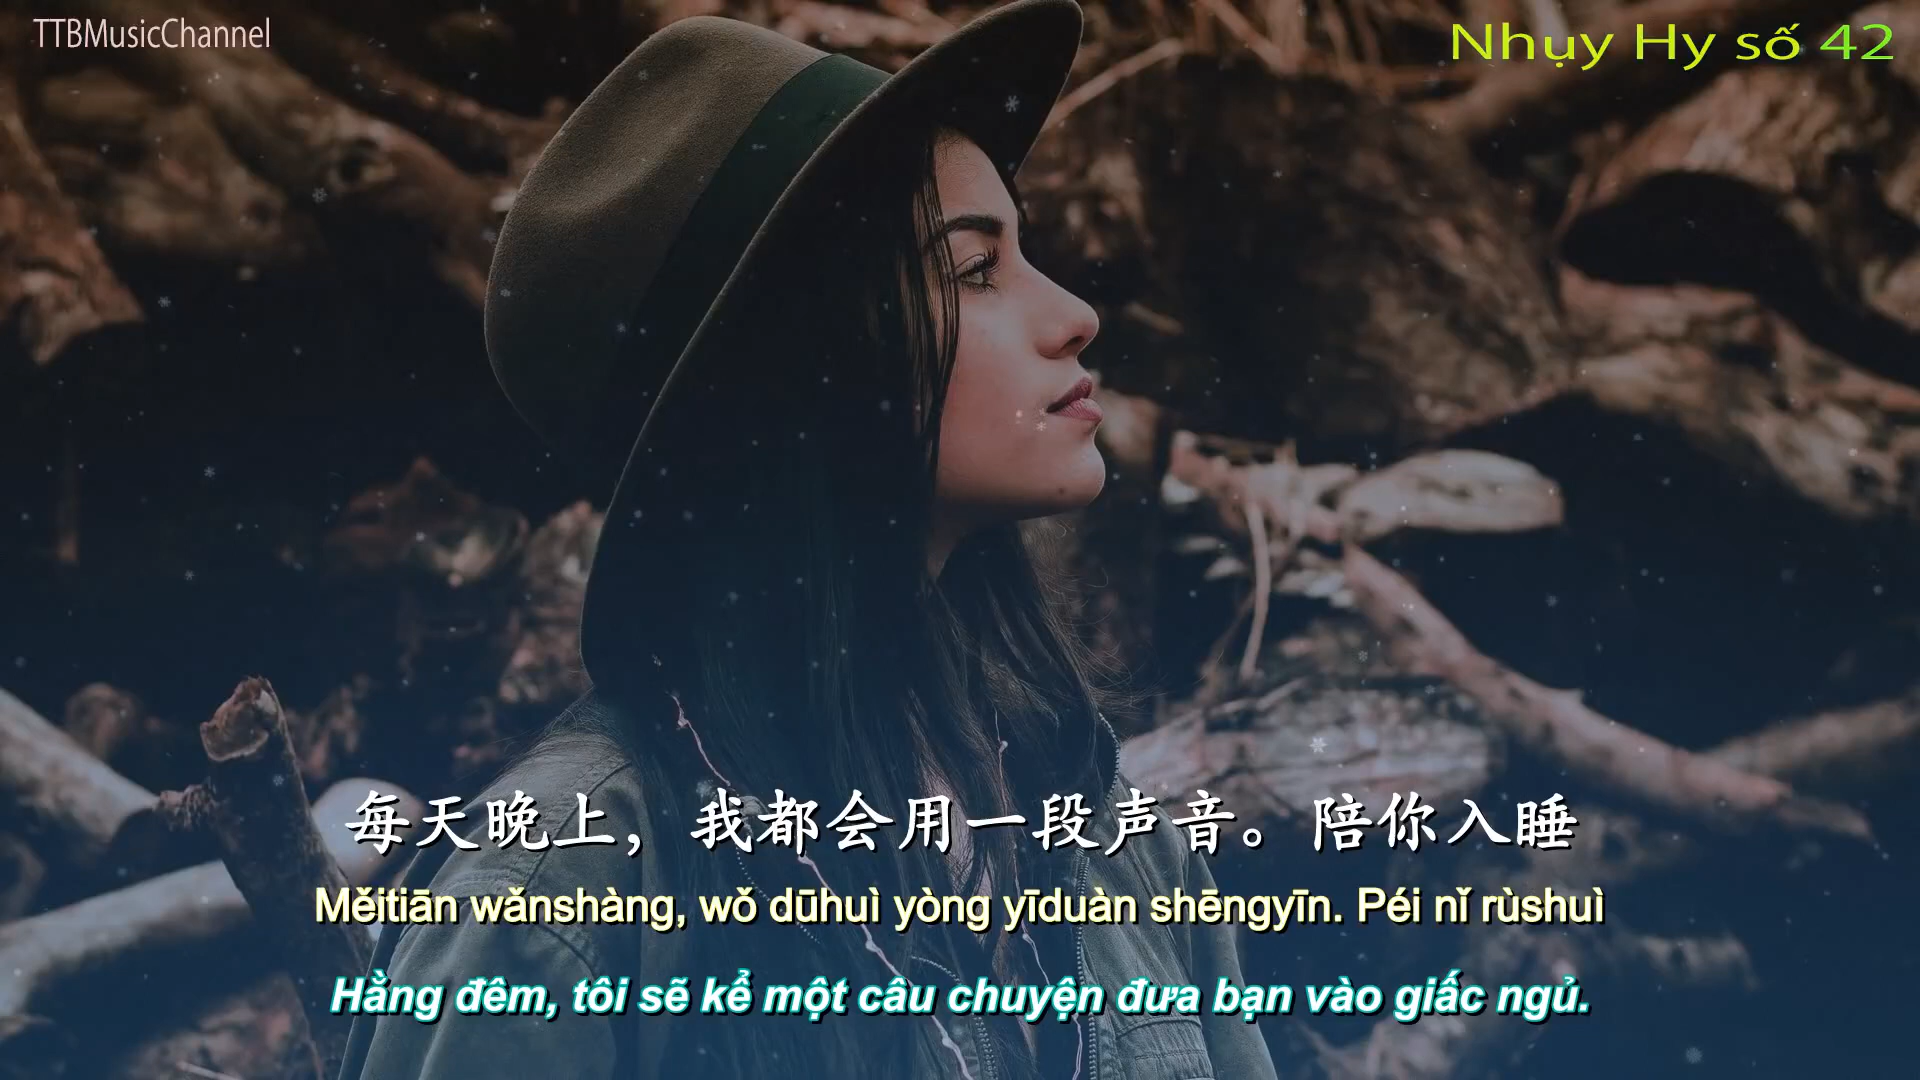 TTBMusicChannel
Nhụy Hy số 42
每天晚上，我都会用一段声音。陪你入睡
Měitiān wǎnshàng, wǒ dūhuì yòng yīduàn shēngyīn. Péi nǐ rùshuì
Hằng đêm, tôi sẽ kể một câu chuyện đưa bạn vào giấc ngủ.